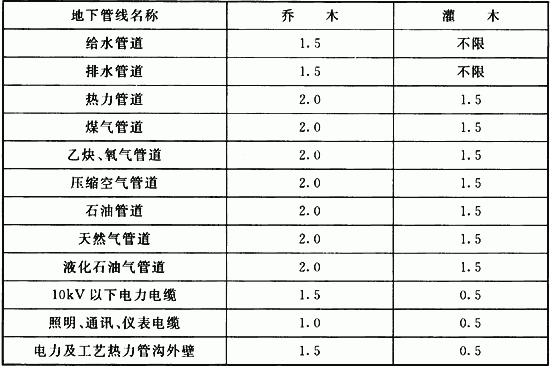 地下管线名称 乔 木 灌 木
给水管道 1.5 不限
排水管道 1.5 不限
热力管道 2.0 1.5
煤气管道 2.0 1.5
乙炔、氧气管道 2.0 1.5
压缩空气管道 2.0 1.5
石油管道 2.0 1.5
天然气管道 2.0 1.5
液化石油气管道 2.0 1.5
10kV以下电力电缆 1.5 0.5
照明、通讯、仪表电缆 1.0 0.5
电力及工艺热力管沟外壁 1.5 0.5